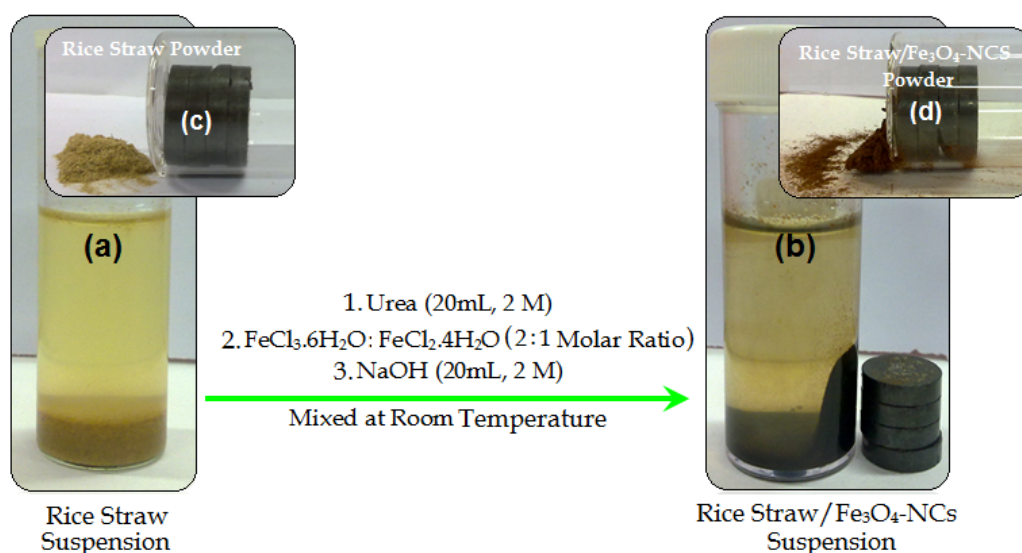 Rice Straw Powder
(c)
(a)
Rice Straw
Suspension
1. Urea (20mL, 2 M)
2. FeCl₃.6H₂O: FeCl₂.4H₂O (2:1 Molar Ratio)
3. NaOH (20mL, 2 M)
Mixed at Room Temperature
Rice Straw/Fe₃O₄-NCS
Powder
(d)
(b)
Rice Straw/Fe₃O₄-NCs
Suspension